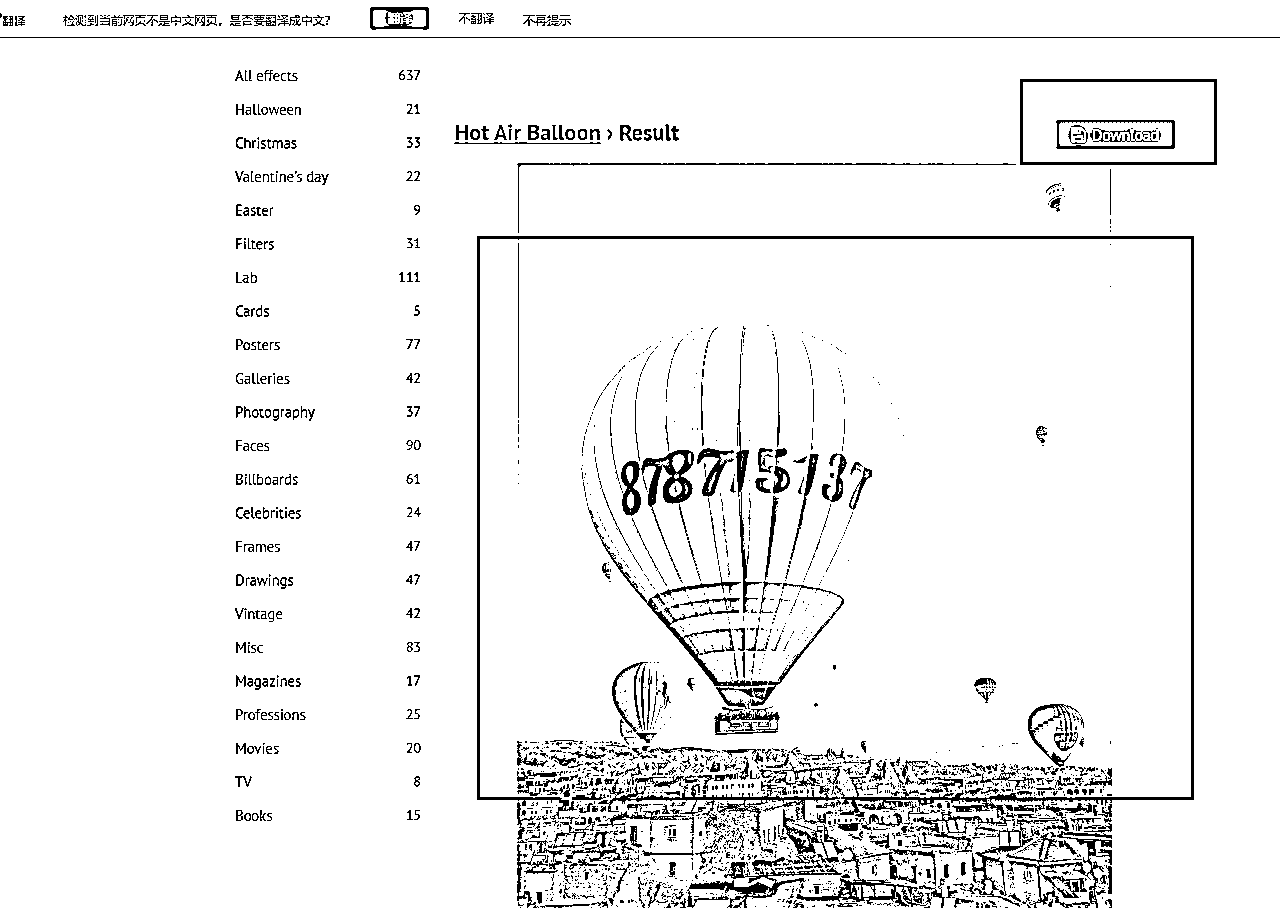 翻译 检测到当前网页不是中文网页，是否要翻译成中文? 翻译 不翻译 不再提示
All effects 637
Halloween 21
Christmas 33
Valentine's day 22
Easter 9
Filters 31
Lab 111
Cards 5
Posters 77
Galleries 42
Photography 37
Faces 90
Billboards 61
Celebrities 24
Frames 47
Drawings 47
Vintage 42
Misc 83
Magazines 17
Professions 25
Movies 20
TV 8
Books 15
Hot Air Balloon › Result
Download
878715137